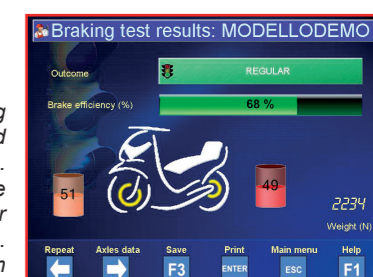 Braking test results: MODELLODEMO
Outcome
REGULAR
Brake efficiency (%)
68 %
51
49
2234
Weight (N)
Repeat Axles data Save Print Main menu Help
F3 ENTER ESC F1